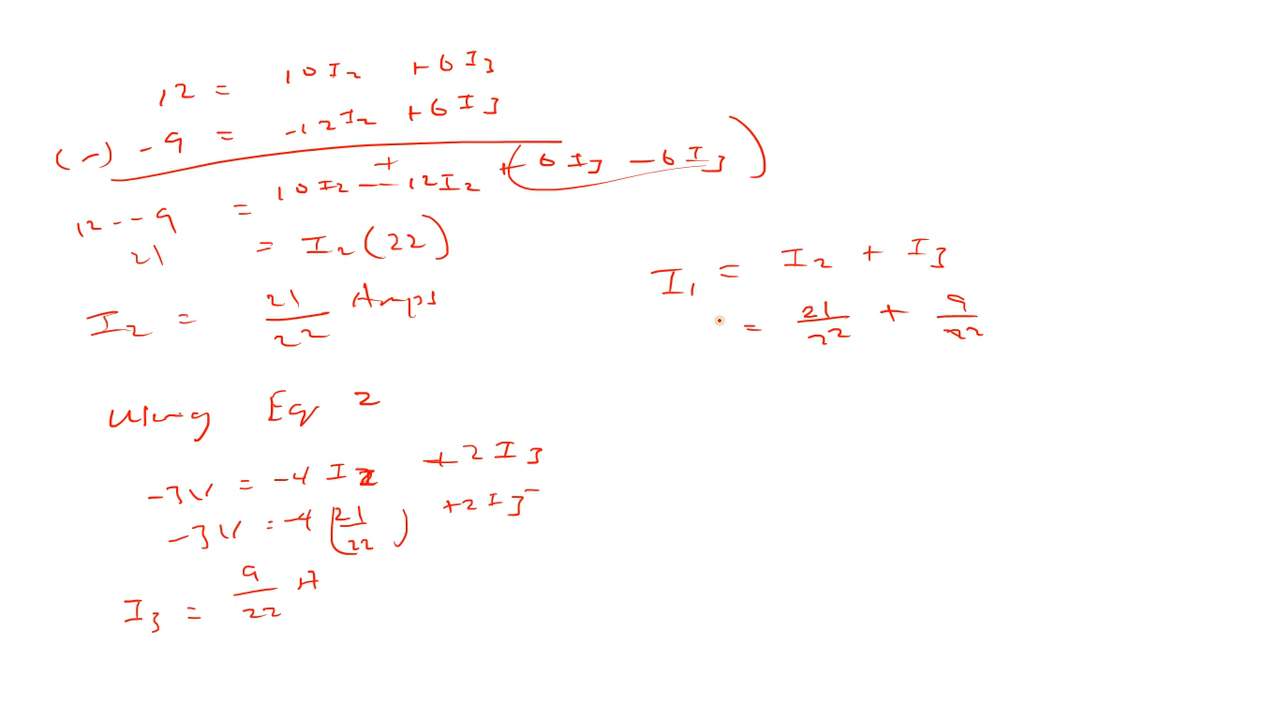 12 = 10I2 +6I3
(-) -9 = -12I2 +6I3
12--9 = 10I2 -+- 12I2 + (6I3 - 6I3)
21 = I2(22)
I2 = 21/22 Amps
Using Eq 2
-3V = -4I2 +2I3
-3V = -4(21/22) +2I3
I3 = 9/22 A
I1 = I2 + I3
= 21/22 + 9/22